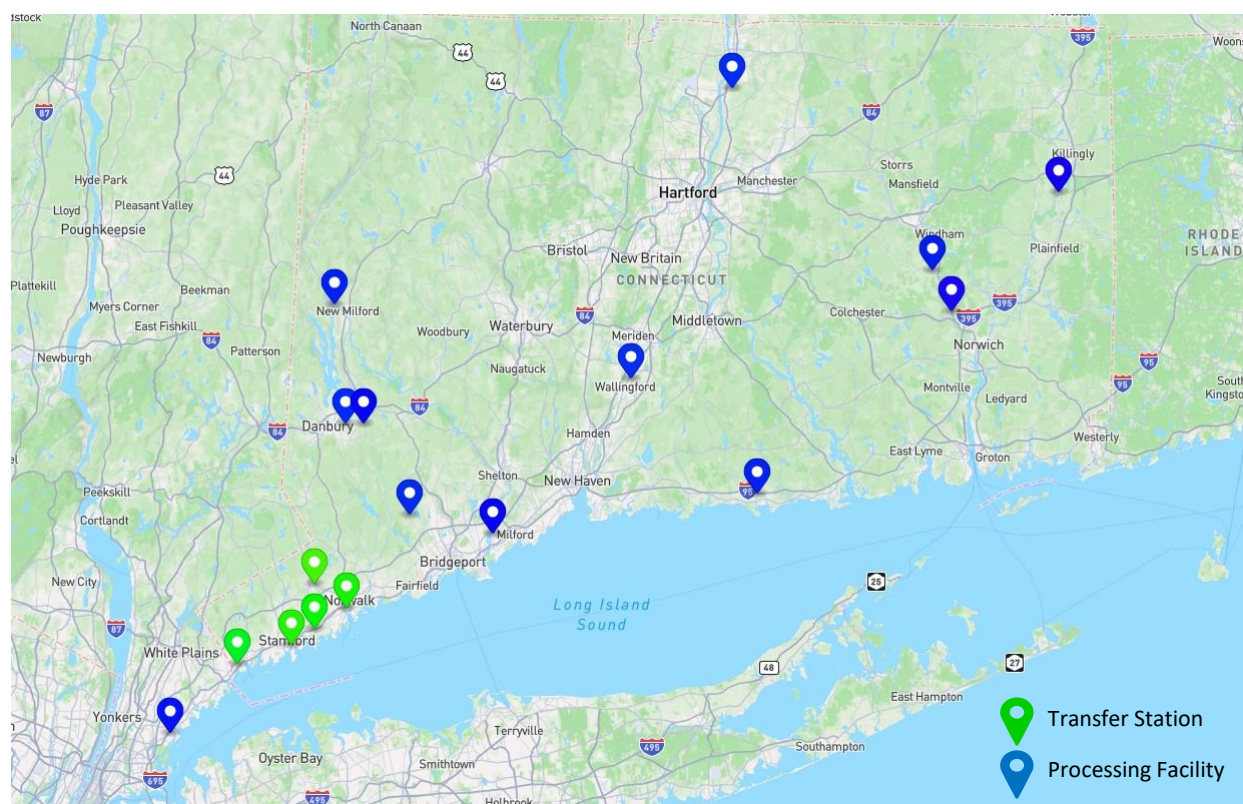 dstock
North Canaan
Webster
395
Woons
44
44
87
84
Killingly
Storrs
Hyde Park
44
Mansfield
Hartford
Manchester
Lloyd
Pleasant Valley
Poughkeepsie
Windham
RHODE
ISLAND
Bristol
New Britain
Plainfield
CONNECTICUT
Plattekill
Beekman
Myers Corner
New Milford
395
Colchester
84
Middletown
395
East Fishkill
Woodbury
Waterbury
Meriden
84
Norwich
Newburgh
Patterson
95
Naugatuck
Wallingford
Montville
95
South
Kingsto
Ledyard
84
Danbury
84
Hamden
Westerly
el
East Lyme
Groton
Shelton
New Haven
95
Peekskill
Cortlandt
Milford
Bridgeport
New City
Fairfield
25
Norwalk
Long Island
Sound
87
Stamford
White Plains
48
27
East Hampton
Yonkers
Transfer Station
Terryville
495
Southampton
Oyster Bay
Smithtown
695
Processing Facility
495
Holbrook